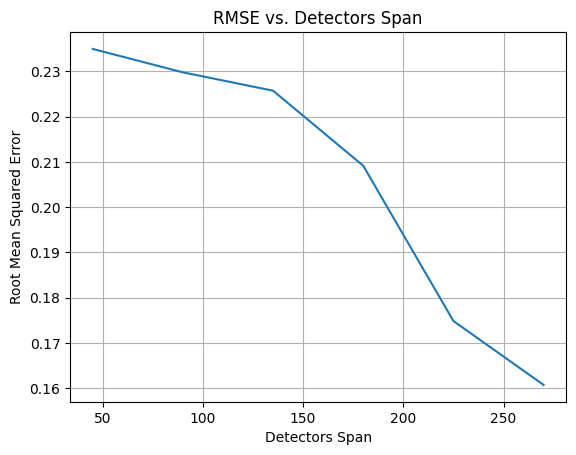 RMSE vs. Detectors Span
Root Mean Squared Error
0.23
0.22
0.21
0.20
0.19
0.18
0.17
0.16
50 100 150 200 250
Detectors Span